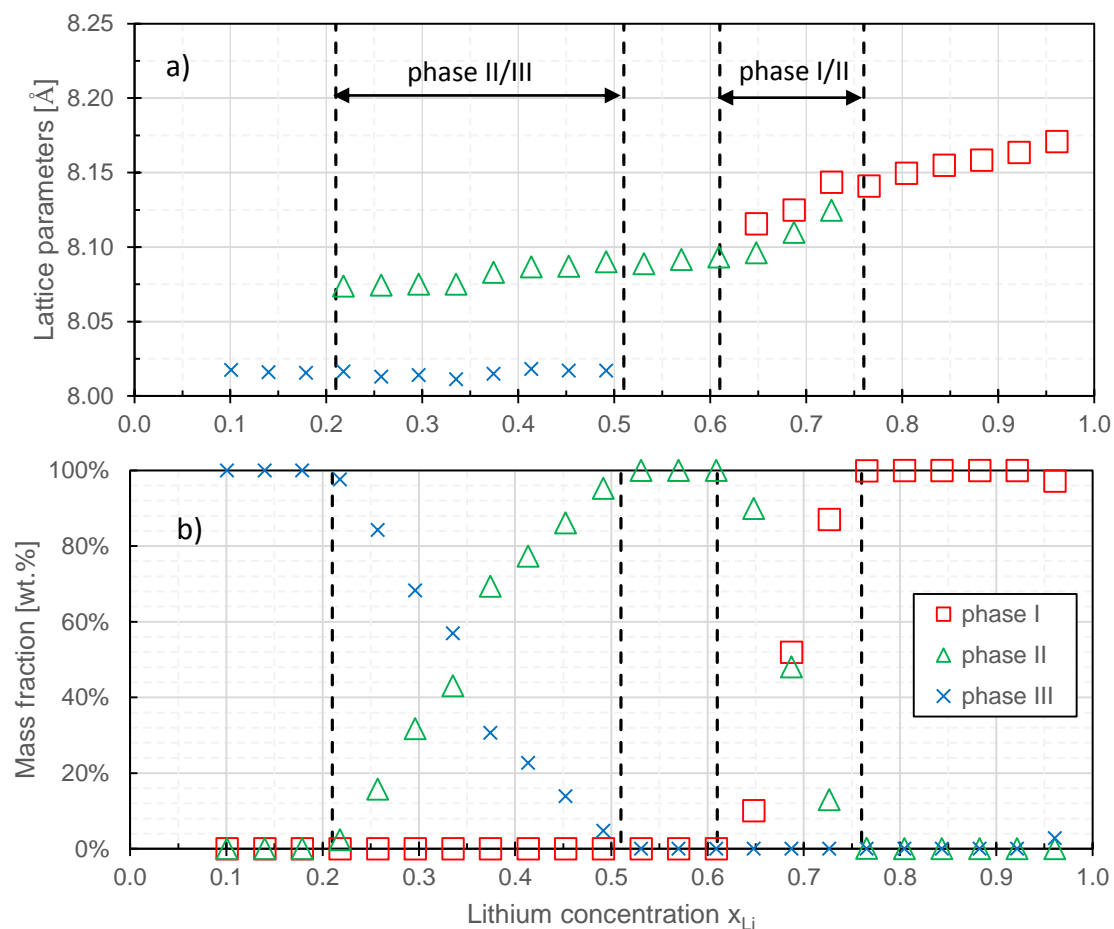 a)
phase II/III
phase I/II
Lattice parameters [Å]
8.25
8.20
8.15
8.10
8.05
8.00
0.0 0.1 0.2 0.3 0.4 0.5 0.6 0.7 0.8 0.9 1.0
b)
Mass fraction [wt.%]
100%
80%
60%
40%
20%
0%
phase I
phase II
phase III
0.0 0.1 0.2 0.3 0.4 0.5 0.6 0.7 0.8 0.9 1.0
Lithium concentration xLi